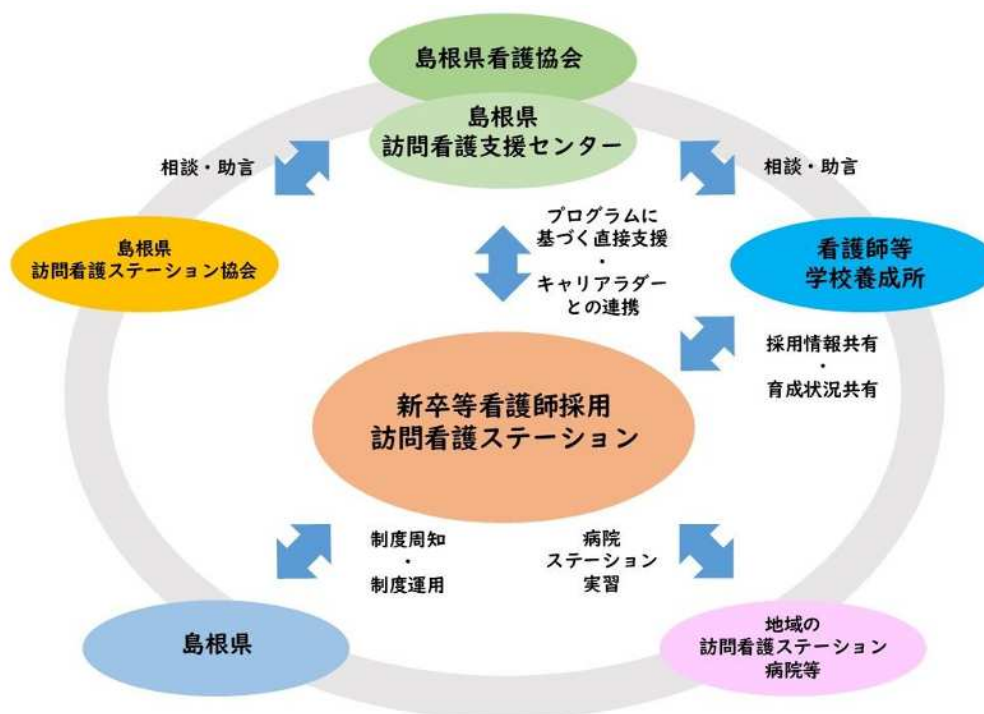 島根県看護協会
島根県
訪問看護支援センター
相談・助言
相談・助言
島根県
訪問看護ステーション協会
プログラムに
基づく直接支援
・
キャリアラダー
との連携
看護師等
学校養成所
採用情報共有
・
育成状況共有
新卒等看護師採用
訪問看護ステーション
制度周知
・
制度運用
病院
ステーション
実習
島根県
地域の
訪問看護ステーション
病院等